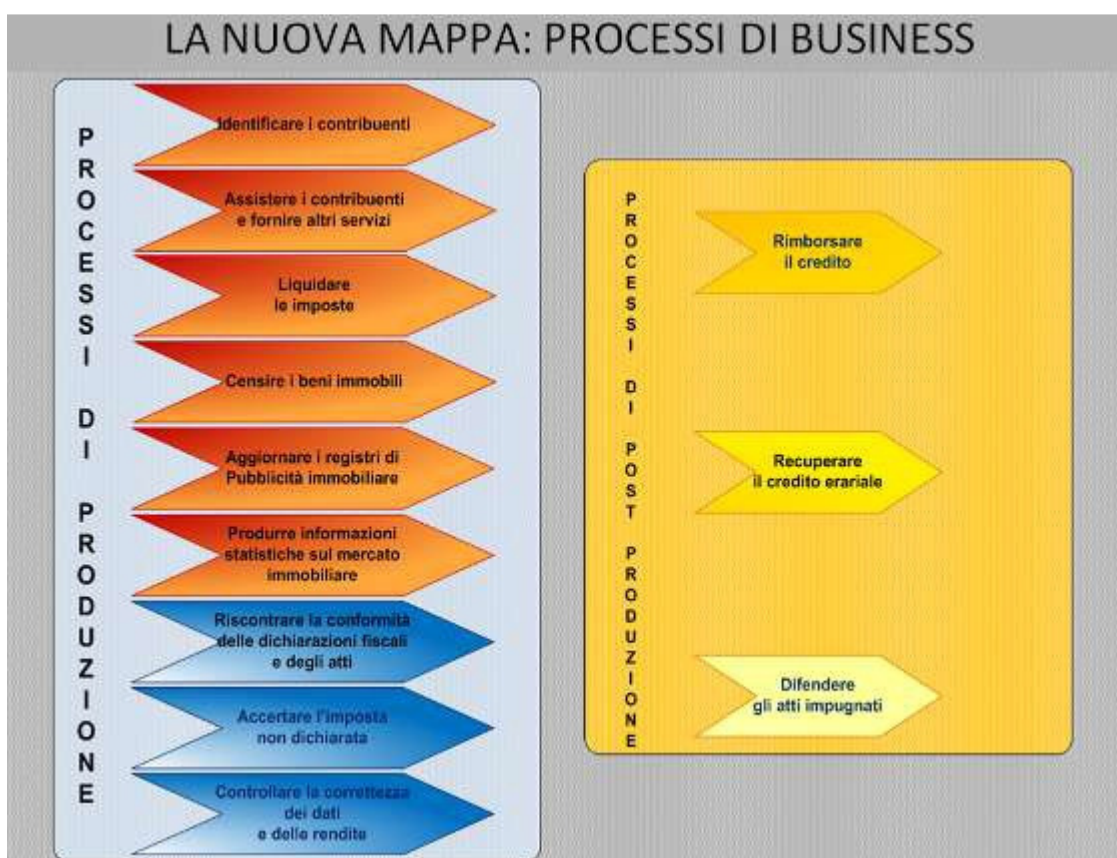 LA NUOVA MAPPA: PROCESSI DI BUSINESS
PROCESSI DI PRODUZIONE
Identificare i contribuenti
Assistere i contribuenti
e fornire altri servizi
Liquidare
le imposte
Censire i beni immobili
Aggiornare i registri di
Pubblicità immobiliare
Produrre informazioni
statistiche sul mercato
immobiliare
Riscontrare la conformità
delle dichiarazioni fiscali
e degli atti
Accertare l'imposta
non dichiarata
Controllare la correttezza
dei dati
e delle rendite
PROCESSI DI POST PRODUZIONE
Rimborsare
il credito
Recuperare
il credito erariale
Difendere
gli atti impugnati